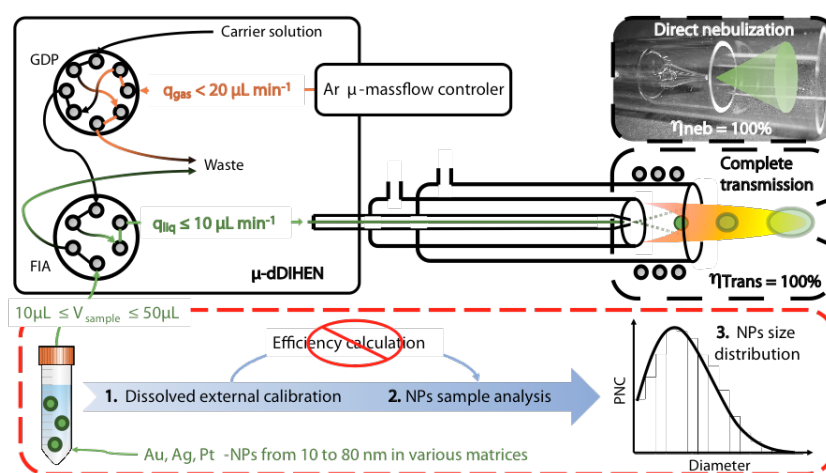 Carrier solution
GDP
q_gas < 20 µL min⁻¹
Ar µ-massflow controler
Waste
q_liq ≤ 10 µL min⁻¹
FIA
µ-dDIHEN
Direct nebulization
η_neb = 100%
Complete
transmission
η_Trans = 100%
10µL ≤ V_sample ≤ 50µL
Efficiency calculation
1. Dissolved external calibration
2. NPs sample analysis
3. NPs size
distribution
PNC
Diameter
Au, Ag, Pt -NPs from 10 to 80 nm in various matrices